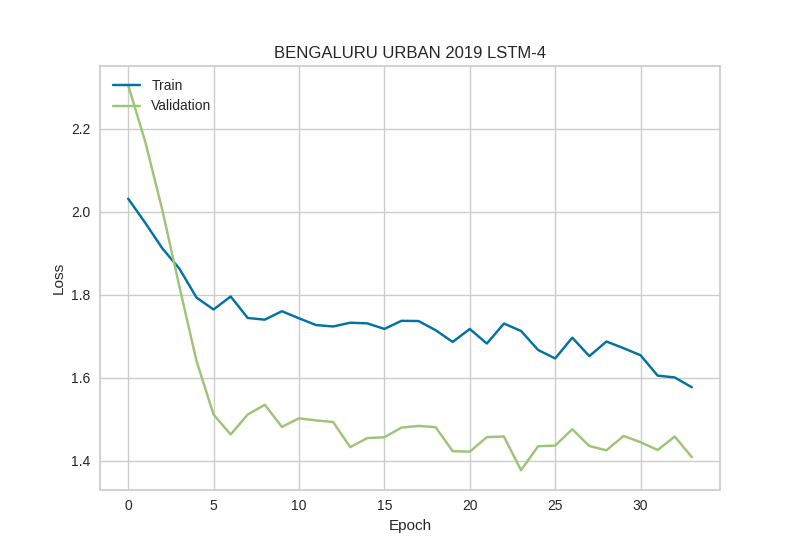 BENGALURU URBAN 2019 LSTM-4
Train
Validation
Loss
2.2
2.0
1.8
1.6
1.4
0 5 10 15 20 25 30
Epoch